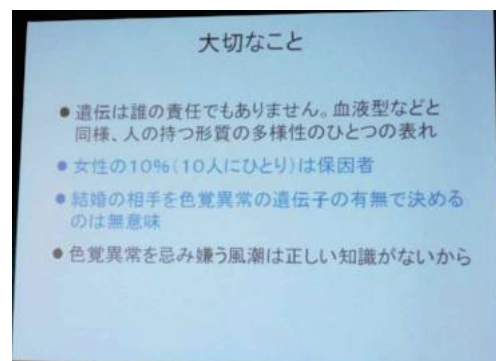 大切なこと
● 遺伝は誰の責任でもありません。血液型などと
同様、人の持つ形質の多様性のひとつの表れ
● 女性の10%(10人にひとり)は保因者
● 結婚の相手を色覚異常の遺伝子の有無で決める
のは無意味
● 色覚異常を忌み嫌う風潮は正しい知識がないから